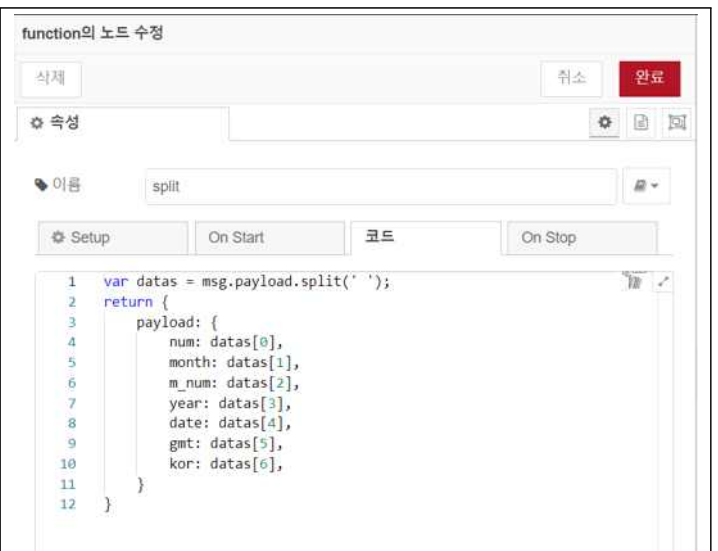 function의 노드 수정
삭제 취소 완료
속성
이름 split
Setup On Start 코드 On Stop
1 var datas = msg.payload.split(' ');
2 return {
3 payload: {
4 num: datas[0],
5 month: datas[1],
6 m_num: datas[2],
7 year: datas[3],
8 date: datas[4],
9 gmt: datas[5],
10 kor: datas[6],
11 }
12 }